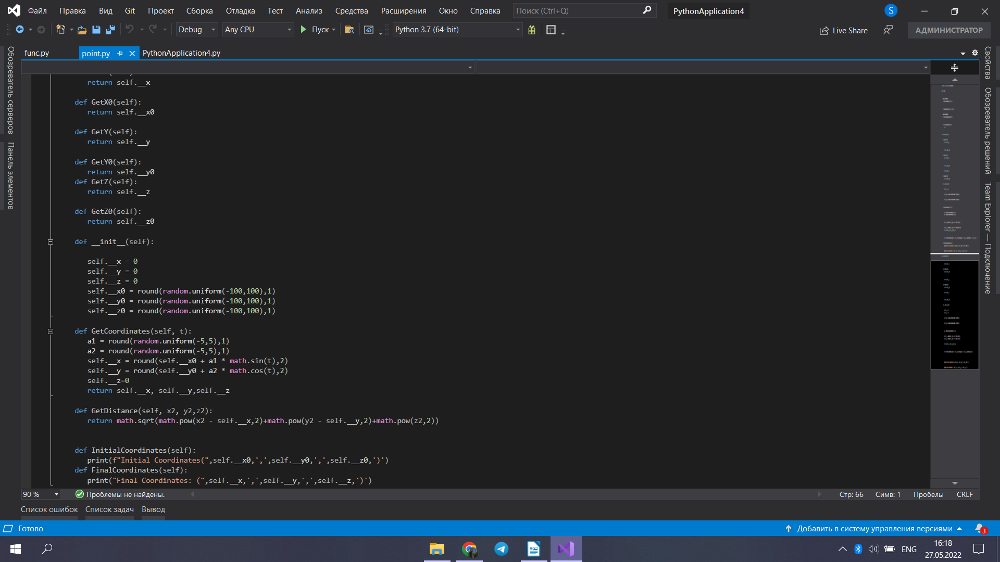 Файл Правка Вид Git Проект Сборка Отладка Тест Анализ Средства Расширения Окно Справка Поиск (Ctrl+Q) PythonApplication4 S
Debug Any CPU Пуск Python 3.7 (64-bit) Live Share АДМИНИСТРАТОР
func.py point.py PythonApplication4.py
Обозреватель серверов
Панель элементов
return self.__x
def GetX0(self):
return self.__x0
def GetY(self):
return self.__y
def GetY0(self):
return self.__y0
def GetZ(self):
return self.__z
def GetZ0(self):
return self.__z0
def __init__(self):
self.__x = 0
self.__y = 0
self.__z = 0
self.__x0 = round(random.uniform(-100,100),1)
self.__y0 = round(random.uniform(-100,100),1)
self.__z0 = round(random.uniform(-100,100),1)
def GetCoordinates(self, t):
a1 = round(random.uniform(-5,5),1)
a2 = round(random.uniform(-5,5),1)
self.__x = round(self.__x0 + a1 * math.sin(t),2)
self.__y = round(self.__y0 + a2 * math.cos(t),2)
self.__z=0
return self.__x, self.__y,self.__z
def GetDistance(self, x2, y2,z2):
return math.sqrt(math.pow(x2 - self.__x,2)+math.pow(y2 - self.__y,2)+math.pow(z2,2))
def InitialCoordinates(self):
print(f"Initial Coordinates(",self.__x0,',',self.__y0,',',self.__z0,')')
def FinalCoordinates(self):
print("Final Coordinates: (",self.__x,',',self.__y,',',self.__z,')')
Свойства
Обозреватель решений
Team Explorer — Подключение
90 % Проблемы не найдены. Стр: 66 Симв: 1 Пробелы CRLF
Список ошибок Список задач Вывод
Готово Добавить в систему управления версиями 3
ENG 16:18
27.05.2022